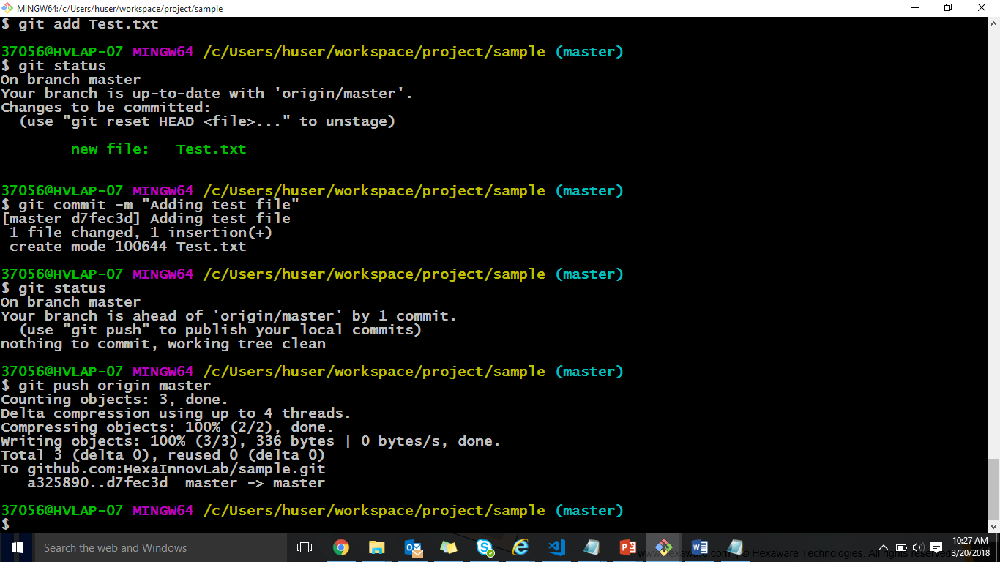 MINGW64:/c/Users/huser/workspace/project/sample
$ git add Test.txt
37056@HVLAP-07 MINGW64 /c/Users/huser/workspace/project/sample (master)
$ git status
On branch master
Your branch is up-to-date with 'origin/master'.
Changes to be committed:
  (use "git reset HEAD <file>..." to unstage)
        new file:   Test.txt
37056@HVLAP-07 MINGW64 /c/Users/huser/workspace/project/sample (master)
$ git commit -m "Adding test file"
[master d7fec3d] Adding test file
 1 file changed, 1 insertion(+)
 create mode 100644 Test.txt
37056@HVLAP-07 MINGW64 /c/Users/huser/workspace/project/sample (master)
$ git status
On branch master
Your branch is ahead of 'origin/master' by 1 commit.
  (use "git push" to publish your local commits)
nothing to commit, working tree clean
37056@HVLAP-07 MINGW64 /c/Users/huser/workspace/project/sample (master)
$ git push origin master
Counting objects: 3, done.
Delta compression using up to 4 threads.
Compressing objects: 100% (2/2), done.
Writing objects: 100% (3/3), 336 bytes | 0 bytes/s, done.
Total 3 (delta 0), reused 0 (delta 0)
To github.com:HexaInnovLab/sample.git
   a325890..d7fec3d  master -> master
37056@HVLAP-07 MINGW64 /c/Users/huser/workspace/project/sample (master)
$
Search the web and Windows
10:27 AM
www.hexaware.com | © Hexaware Technologies. All rights reserved
3/20/2018